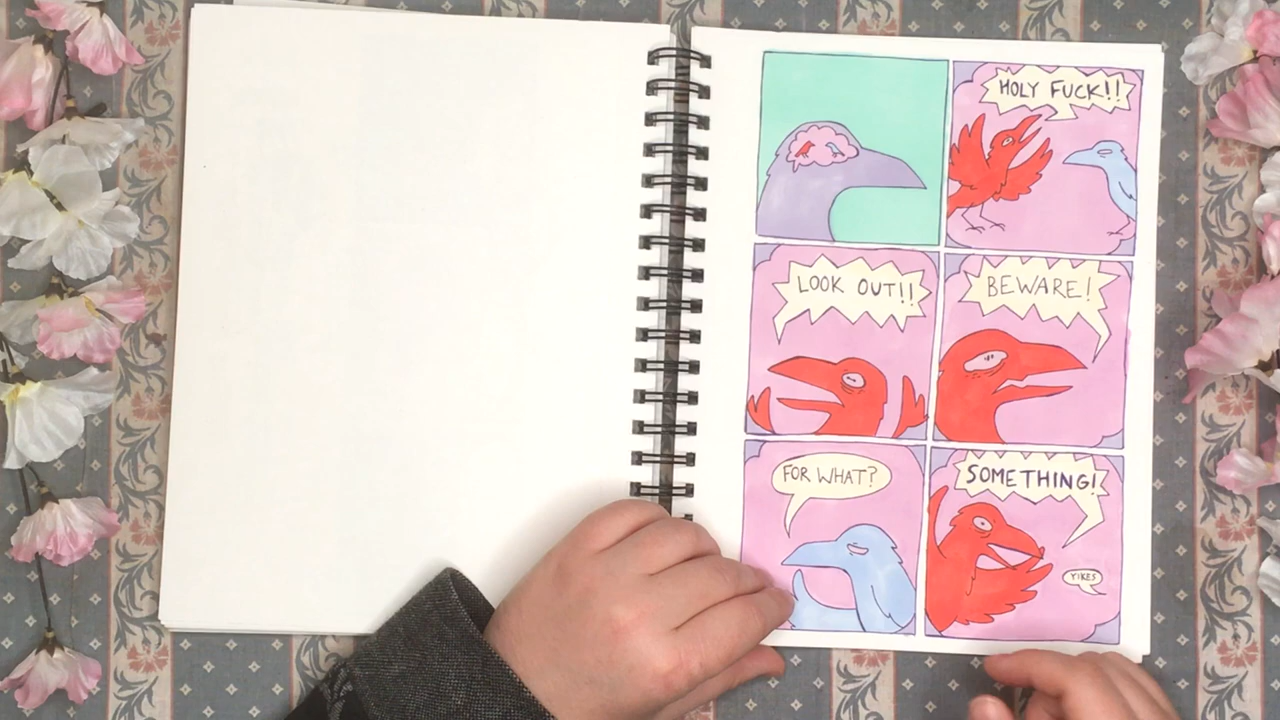 HOLY FUCK!!
LOOK OUT!!
BEWARE!
FOR WHAT?
SOMETHING!
YIKES